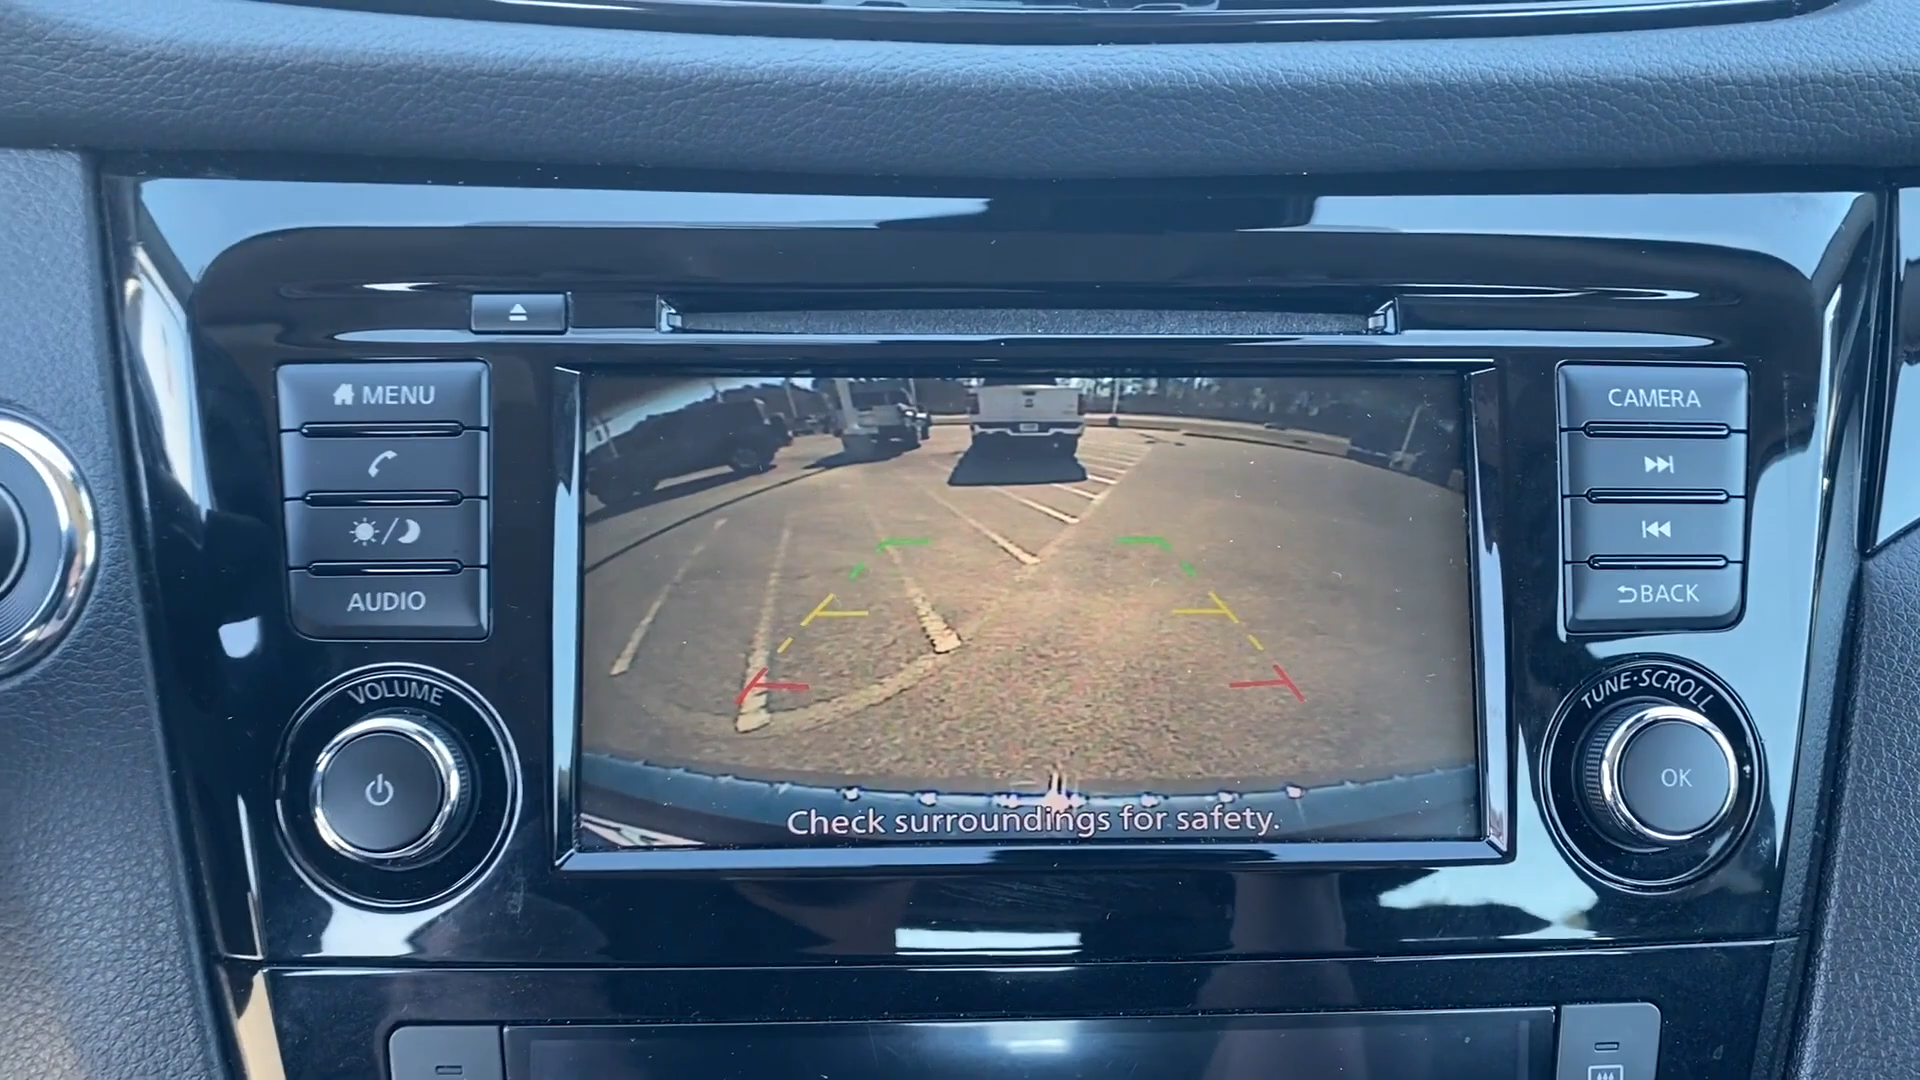 MENU
AUDIO
VOLUME
CAMERA
BACK
TUNE·SCROLL
OK
Check surroundings for safety.